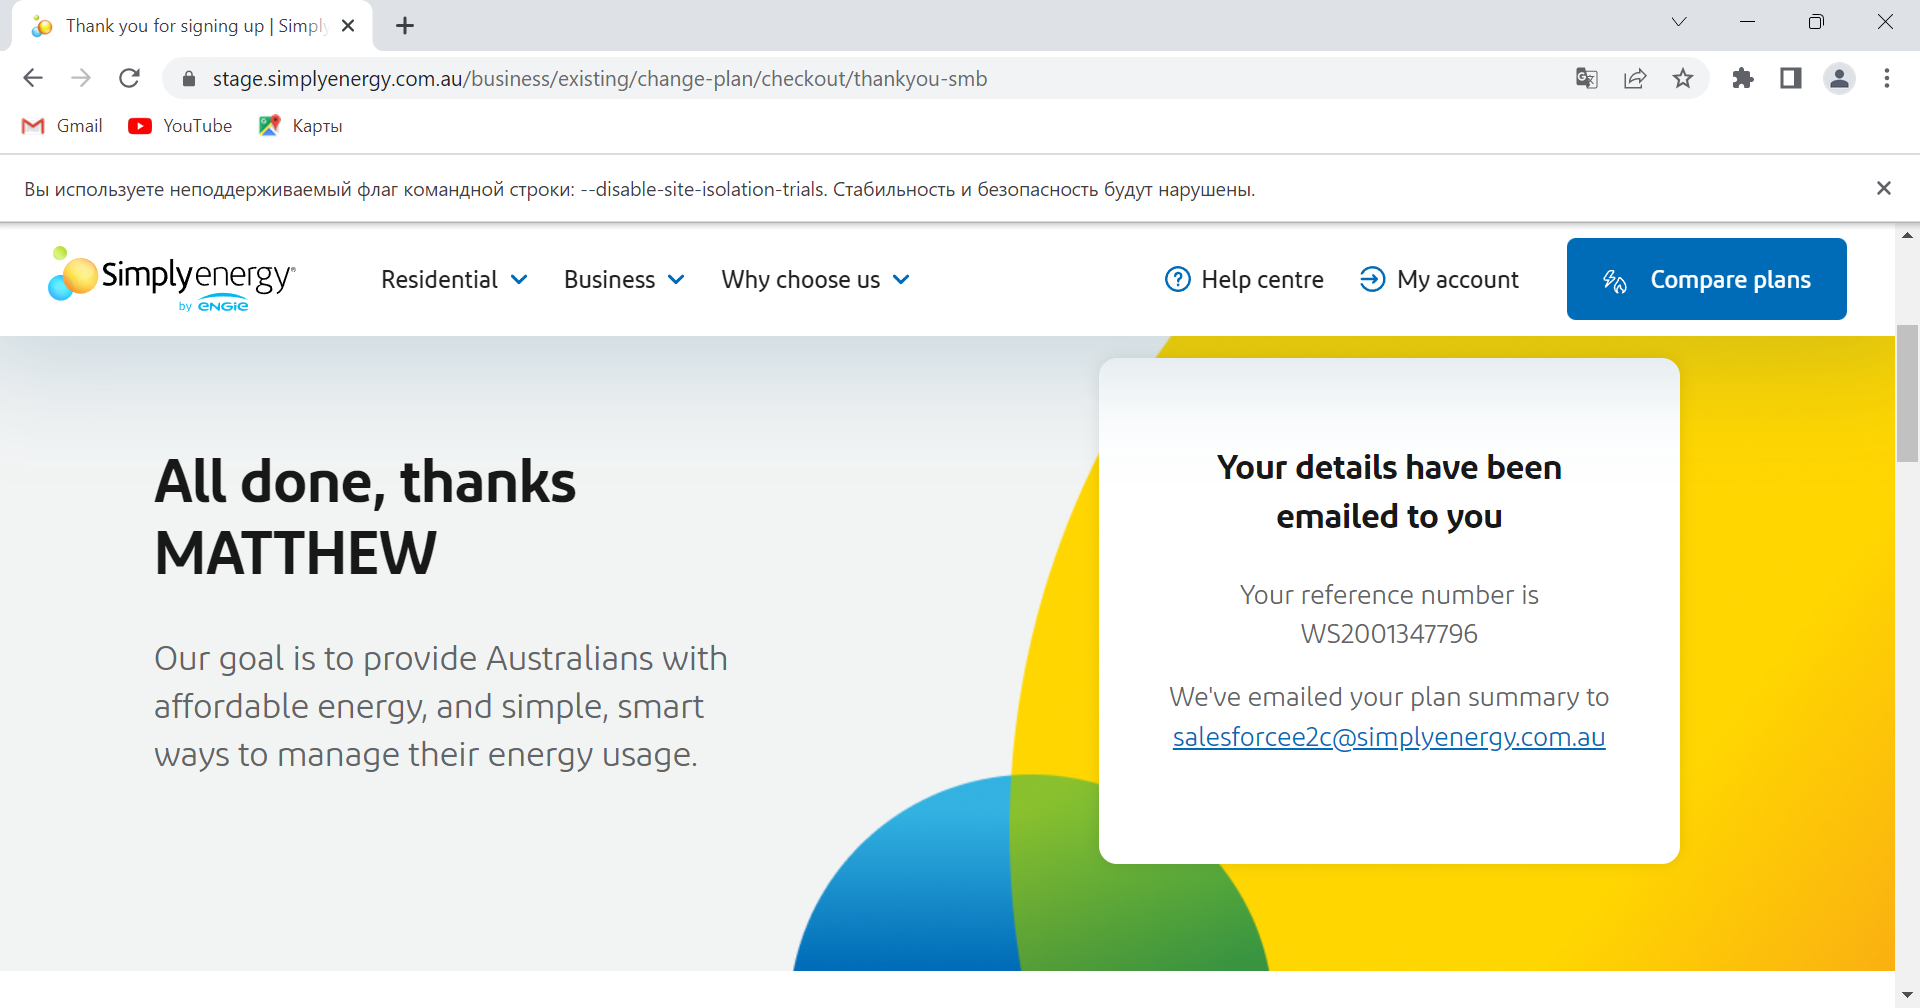 Thank you for signing up | Simply
stage.simplyenergy.com.au/business/existing/change-plan/checkout/thankyou-smb
Gmail YouTube Карты
Вы используете неподдерживаемый флаг командной строки: --disable-site-isolation-trials. Стабильность и безопасность будут нарушены.
Simplyenergy
by ENGIE
Residential Business Why choose us Help centre My account Compare plans
All done, thanks
MATTHEW
Our goal is to provide Australians with
affordable energy, and simple, smart
ways to manage their energy usage.
Your details have been
emailed to you
Your reference number is
WS2001347796
We've emailed your plan summary to
salesforcee2c@simplyenergy.com.au